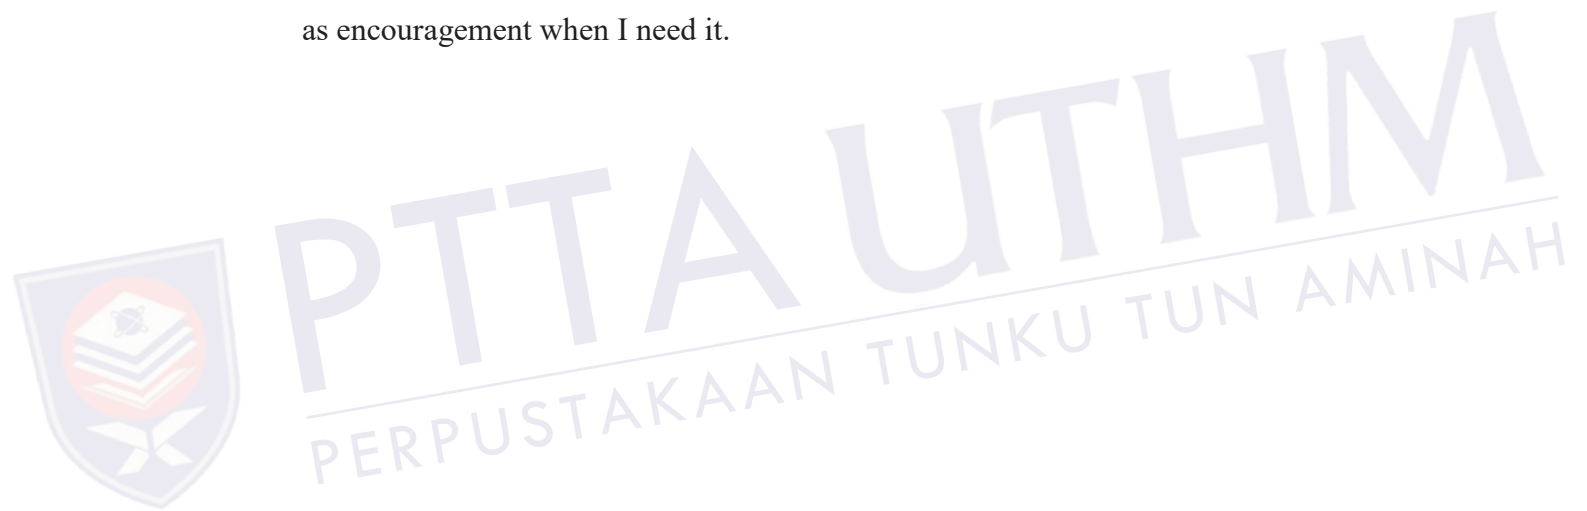 as encouragement when I need it.
PTTA UTHM
PERPUSTAKAAN TUNKU TUN AMINAH